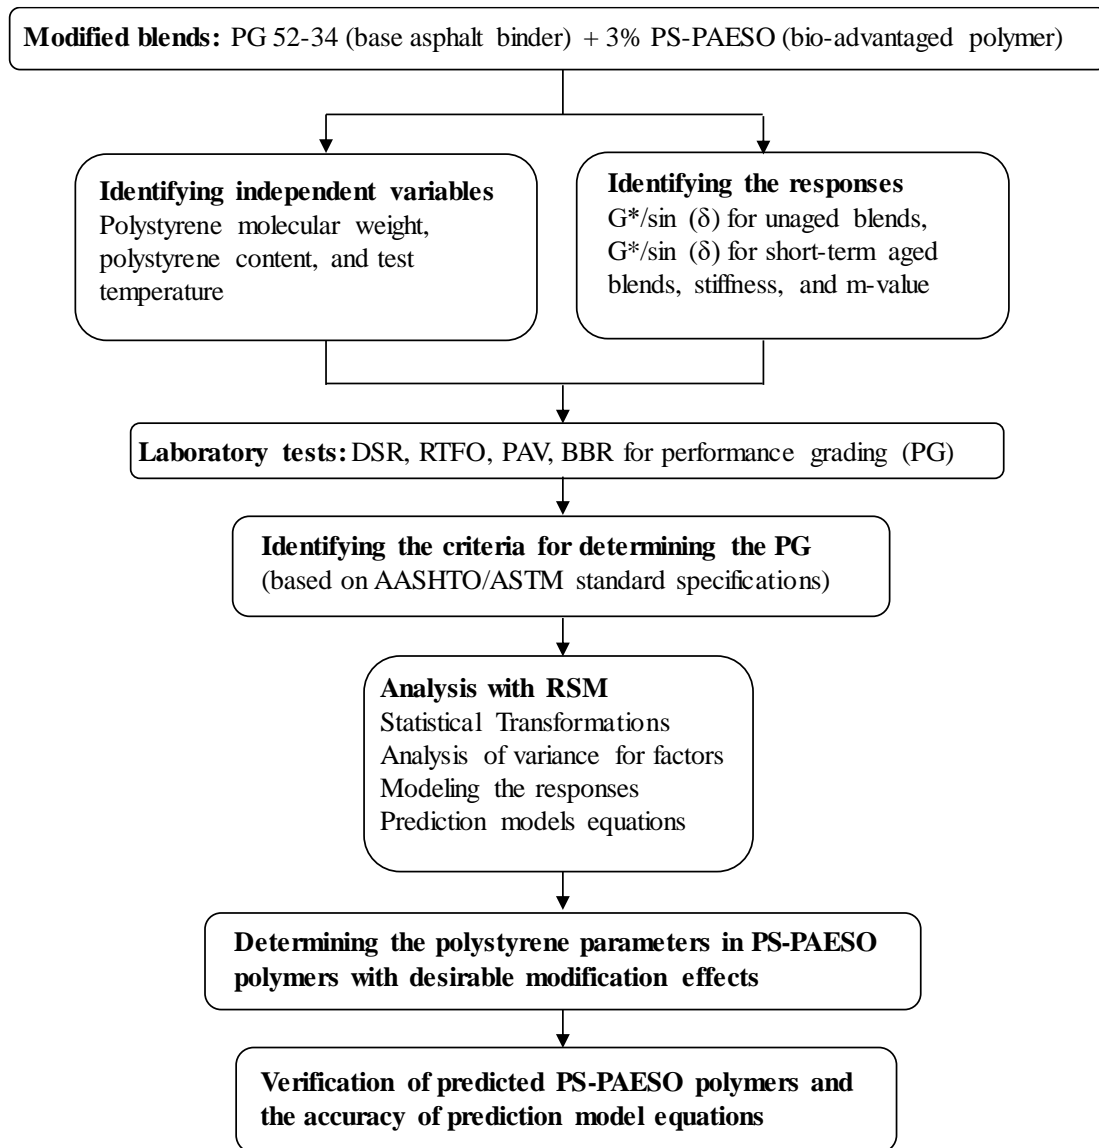 Modified blends: PG 52-34 (base asphalt binder) + 3% PS-PAESO (bio-advantaged polymer)
Identifying independent variables
Polystyrene molecular weight,
polystyrene content, and test
temperature
Identifying the responses
G*/sin (δ) for unaged blends,
G*/sin (δ) for short-term aged
blends, stiffness, and m-value
Laboratory tests: DSR, RTFO, PAV, BBR for performance grading (PG)
Identifying the criteria for determining the PG
(based on AASHTO/ASTM standard specifications)
Analysis with RSM
Statistical Transformations
Analysis of variance for factors
Modeling the responses
Prediction models equations
Determining the polystyrene parameters in PS-PAESO
polymers with desirable modification effects
Verification of predicted PS-PAESO polymers and
the accuracy of prediction model equations